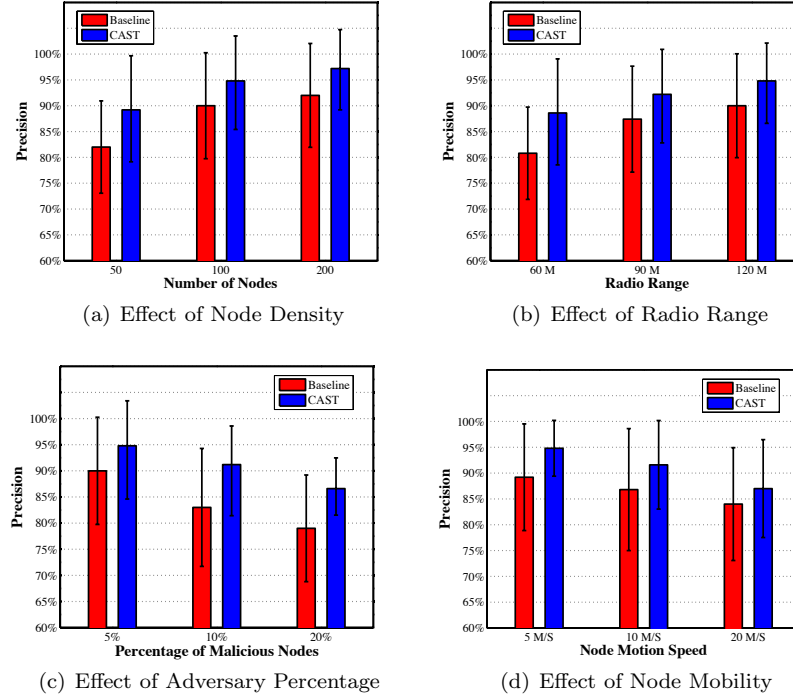 Baseline
CAST
Precision
100%
95%
90%
85%
80%
75%
70%
65%
60%
50
100
200
Number of Nodes
(a) Effect of Node Density
Baseline
CAST
Precision
100%
95%
90%
85%
80%
75%
70%
65%
60%
60 M
90 M
120 M
Radio Range
(b) Effect of Radio Range
Baseline
CAST
Precision
100%
95%
90%
85%
80%
75%
70%
65%
60%
5%
10%
20%
Percentage of Malicious Nodes
(c) Effect of Adversary Percentage
Baseline
CAST
Precision
100%
95%
90%
85%
80%
75%
70%
65%
60%
5 M/S
10 M/S
20 M/S
Node Motion Speed
(d) Effect of Node Mobility